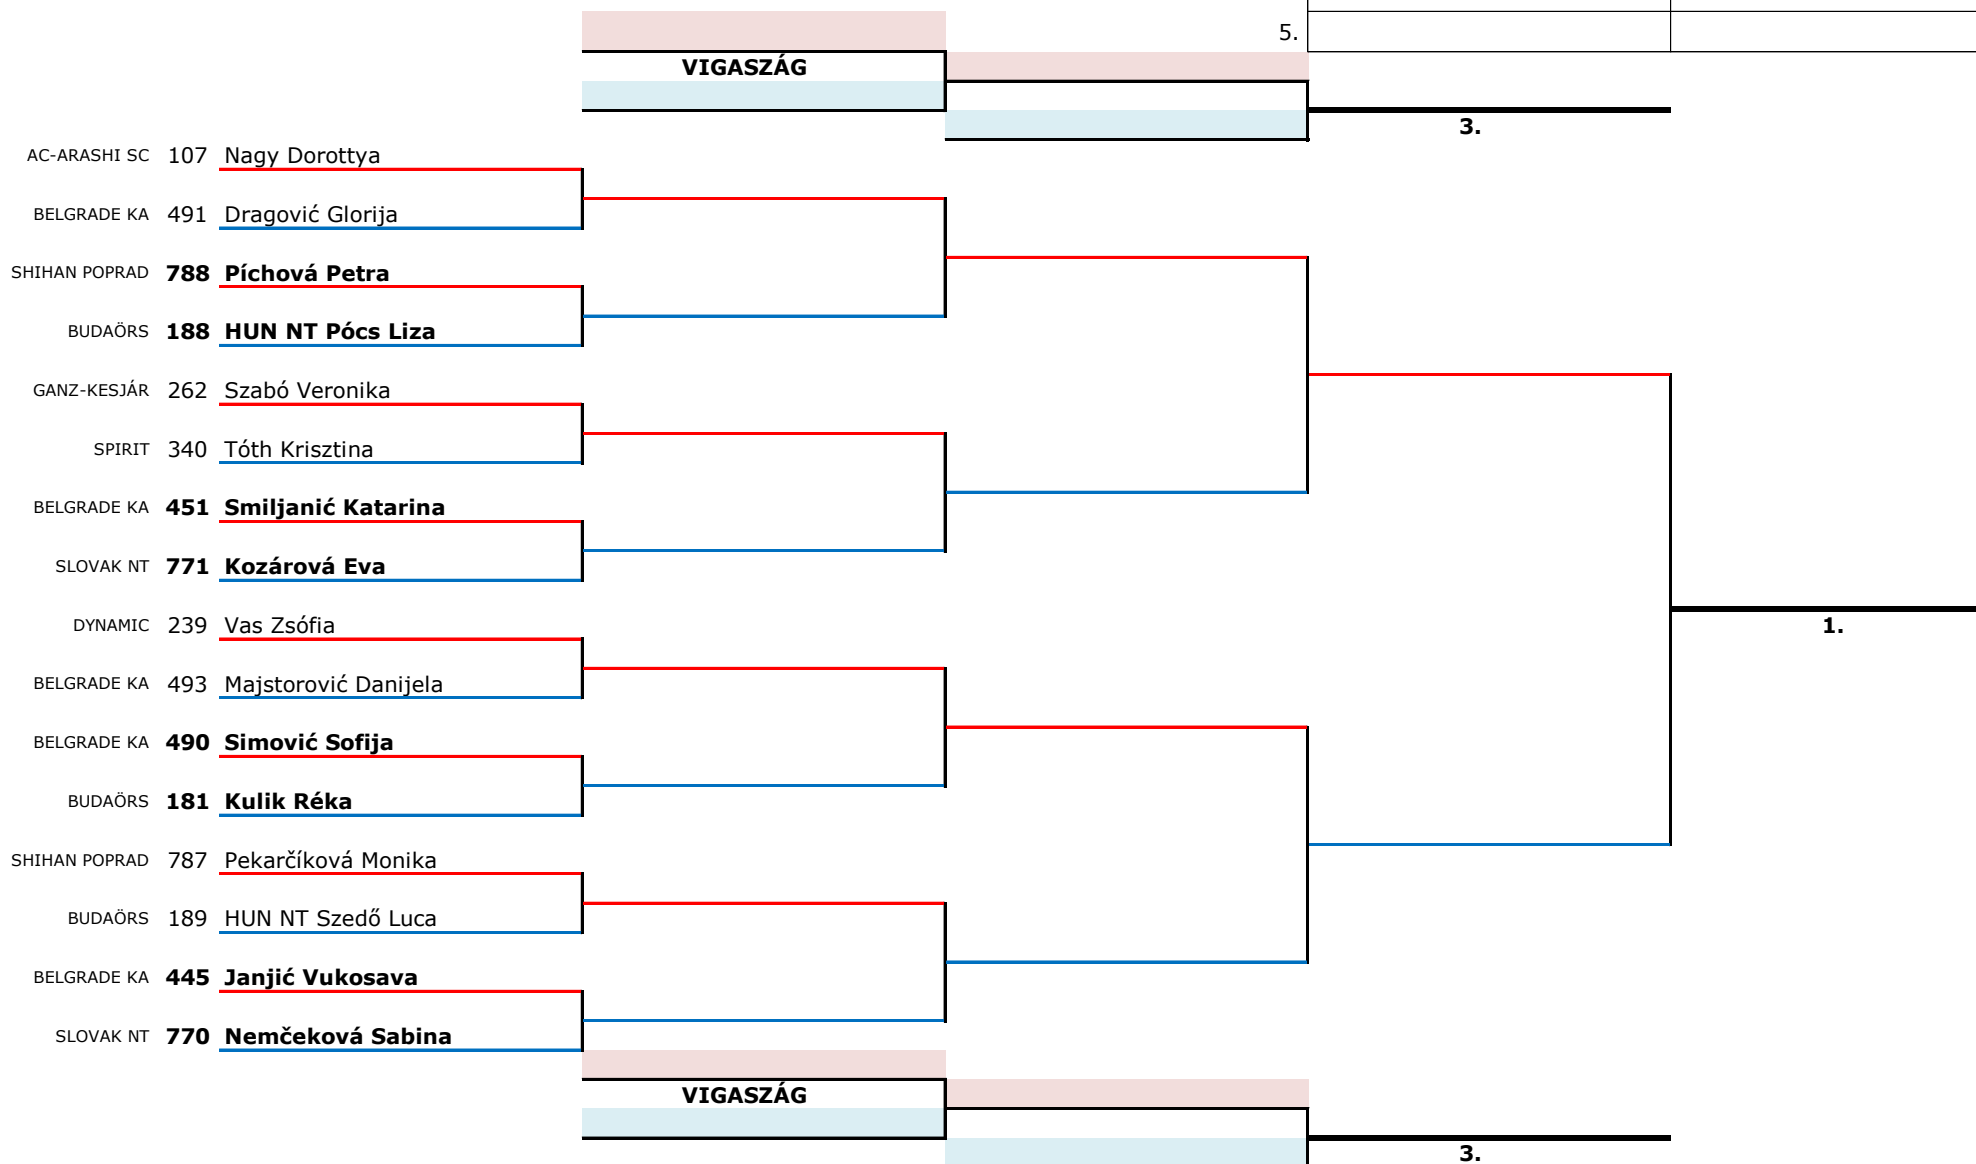 5.
VIGASZÁG
3.
AC-ARASHI SC 107 Nagy Dorottya
BELGRADE KA 491 Dragović Glorija
SHIHAN POPRAD 788 Píchová Petra
BUDAÖRS 188 HUN NT Pócs Liza
GANZ-KESJÁR 262 Szabó Veronika
SPIRIT 340 Tóth Krisztina
BELGRADE KA 451 Smiljanić Katarina
SLOVAK NT 771 Kozárová Eva
DYNAMIC 239 Vas Zsófia
1.
BELGRADE KA 493 Majstorović Danijela
BELGRADE KA 490 Simović Sofija
BUDAÖRS 181 Kulik Réka
SHIHAN POPRAD 787 Pekarčíková Monika
BUDAÖRS 189 HUN NT Szedő Luca
BELGRADE KA 445 Janjić Vukosava
SLOVAK NT 770 Nemčeková Sabina
VIGASZÁG
3.